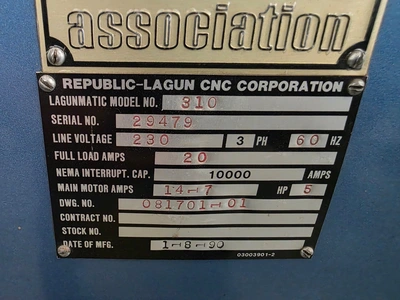 association
REPUBLIC-LAGUN CNC CORPORATION
LAGUNMATIC MODEL NO. 310
SERIAL NO. 29479
LINE VOLTAGE 230 3 PH 60 HZ
FULL LOAD AMPS 20
NEMA INTERRUPT. CAP. 10000 AMPS
MAIN MOTOR AMPS 14-7 HP 5
DWG. NO. 081701-01
CONTRACT NO.
STOCK NO.
DATE OF MFG. 1-8-90
03003901-2